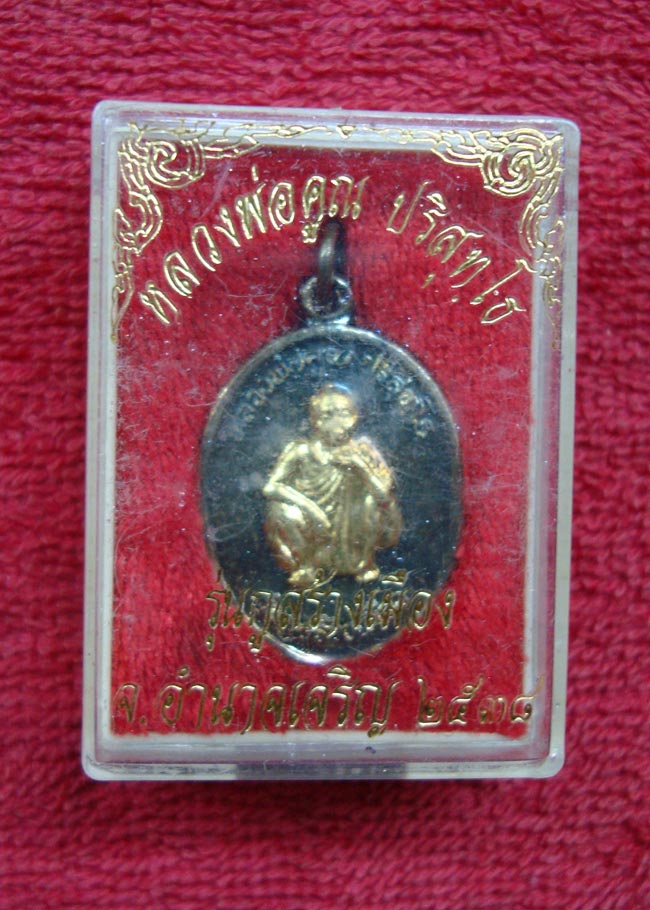 หลวงพ่อคูณ ปริสุทฺโธ
รุ่นกูสร้างเมือง
จ.อำนาจเจริญ ๒๕๓๘